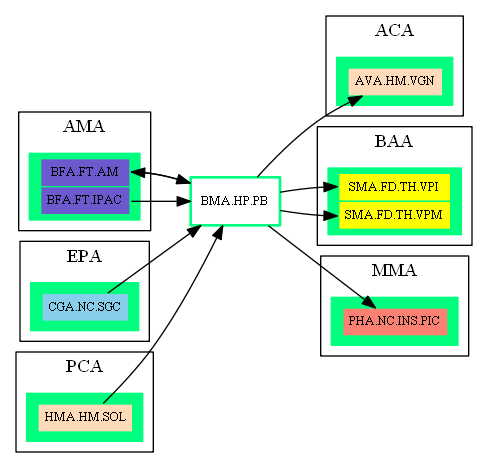 ACA
AVA.HM.VGN
AMA
BFA.FT.AM
BFA.FT.IPAC
BMA.HP.PB
BAA
SMA.FD.TH.VPI
SMA.FD.TH.VPM
EPA
CGA.NC.SGC
MMA
PHA.NC.INS.PIC
PCA
HMA.HM.SOL